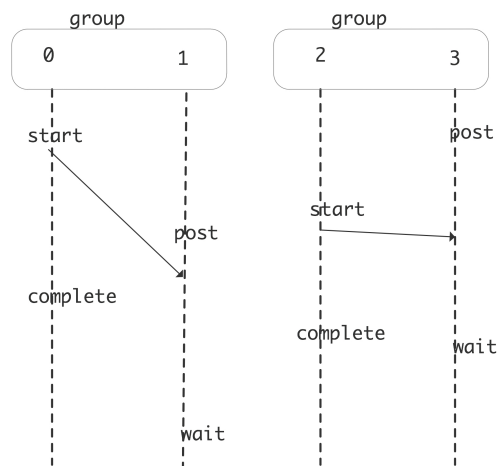 group
0 1
start
post
complete
wait
group
2 3
post
start
complete
wait